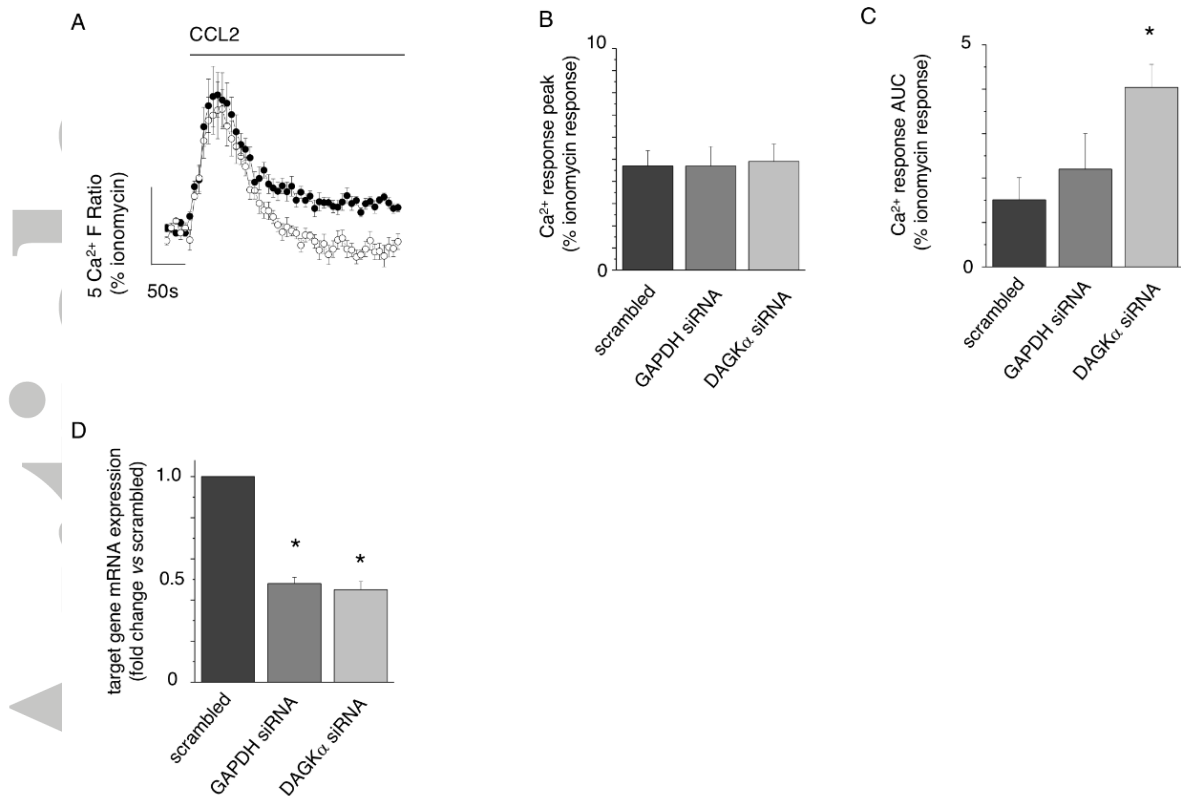 A
CCL2
5 Ca²⁺ F Ratio
(% ionomycin)
50s
B
Ca²⁺ response peak
(% ionomycin response)
10
5
0
scrambled
GAPDH siRNA
DAGKα siRNA
C
*
Ca²⁺ response AUC
(% ionomycin response)
5
0
scrambled
GAPDH siRNA
DAGKα siRNA
D
target gene mRNA expression
(fold change vs scrambled)
1.0
0.5
0
*
*
scrambled
GAPDH siRNA
DAGKα siRNA